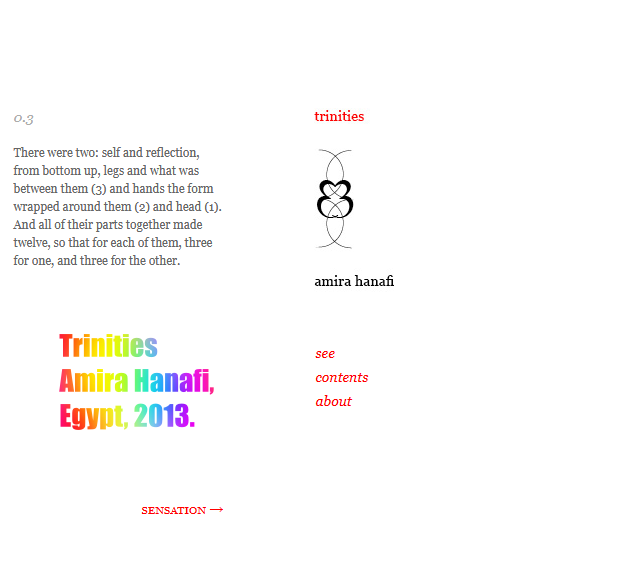 0.3
There were two: self and reflection,
from bottom up, legs and what was
between them (3) and hands the form
wrapped around them (2) and head (1).
And all of their parts together made
twelve, so that for each of them, three
for one, and three for the other.
Trinities
Amira Hanafi,
Egypt, 2013.
SENSATION →
trinities
amira hanafi
see
contents
about